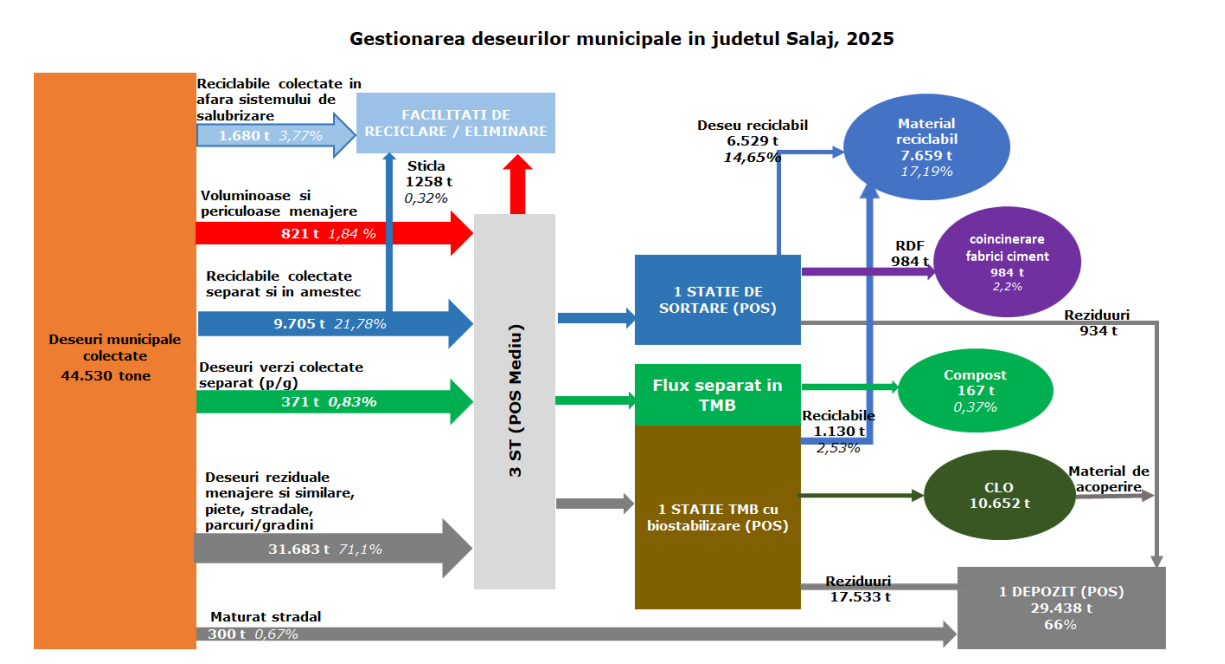 Gestionarea deseurilor municipale in judetul Salaj, 2025
Reciclabile colectate in
afara sistemului de
salubrizare
1.680 t 3,77%
FACILITATI DE
RECICLARE / ELIMINARE
Sticla
1258 t
0,32%
Voluminoase si
periculoase menajere
821 t 1,84 %
Reciclabile colectate
separat si in amestec
9.705 t 21,78%
Deseuri municipale
colectate
44.530 tone
Deseuri verzi colectate
separat (p/g)
371 t 0,83%
Deseuri reziduale
menajere si similare,
piete, stradale,
parcuri/gradini
31.683 t 71,1%
Maturat stradal
300 t 0,67%
3 ST (POS Mediu)
1 STATIE DE
SORTARE (POS)
Flux separat in
TMB
1 STATIE TMB cu
biostabilizare (POS)
Deseu reciclabil
6.529 t
14,65%
Material
reciclabil
7.659 t
17,19%
RDF
984 t
coincinerare
fabrici ciment
984 t
2,2%
Reziduuri
934 t
Compost
167 t
0,37%
Reciclabile
1.130 t
2,53%
CLO
10.652 t
Material de
acoperire
Reziduuri
17.533 t
1 DEPOZIT (POS)
29.438 t
66%